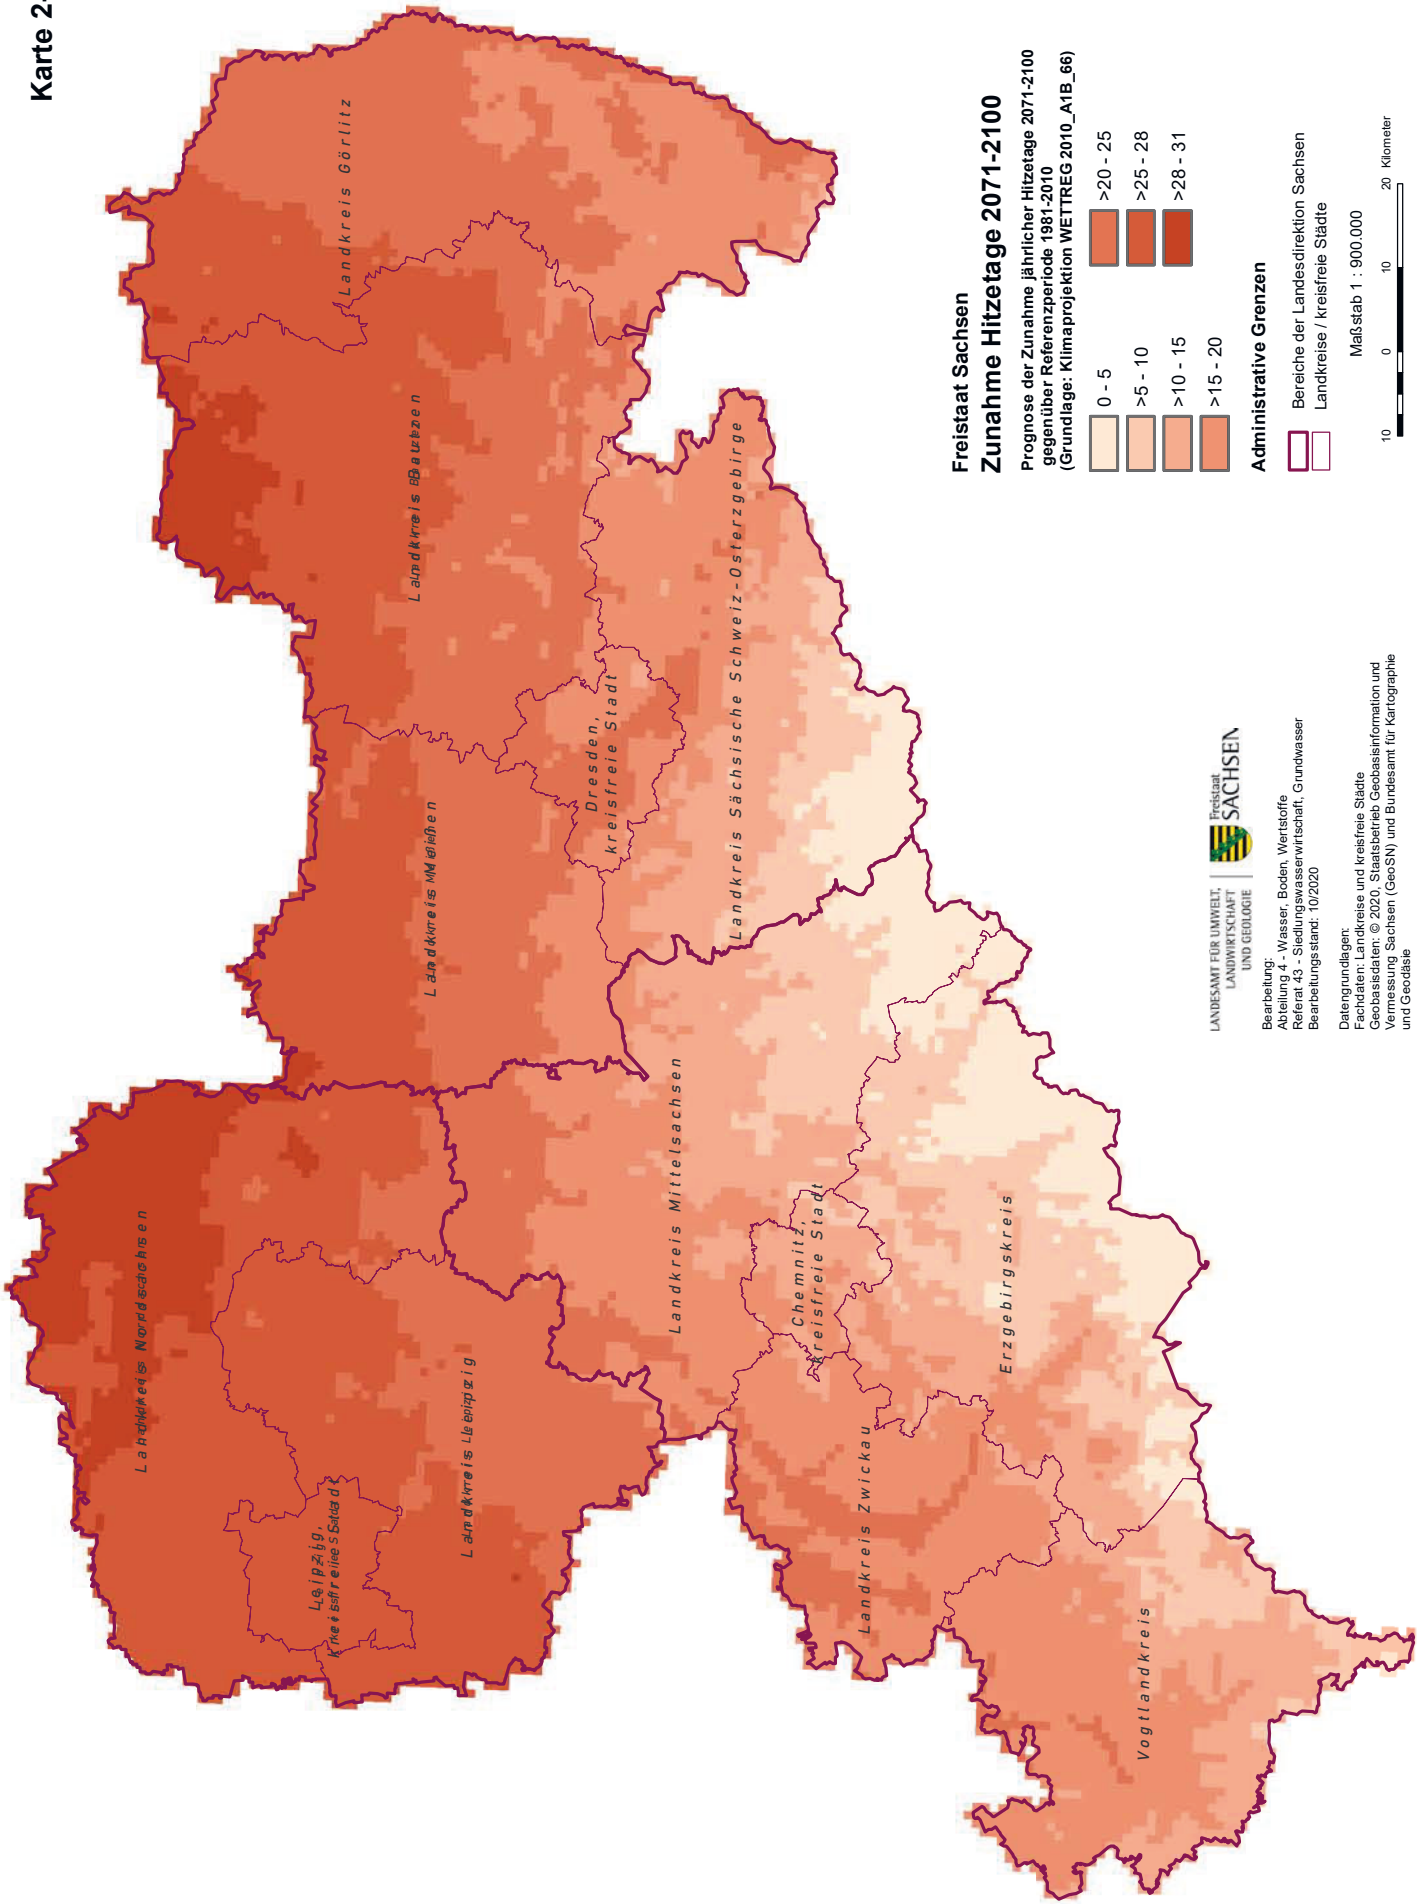 Karte 2-
Landkreis Görlitz
Landkreis Bautzen
Landkreis Meißen
Dresden,
kreisfreie Stadt
Landkreis Sächsische Schweiz-Osterzgebirge
Landkreis Nordsachsen
Leipzig,
kreisfreie Stadt
Landkreis Leipzig
Landkreis Mittelsachsen
Chemnitz,
kreisfreie Stadt
Erzgebirgskreis
Landkreis Zwickau
Vogtlandkreis
Freistaat Sachsen
Zunahme Hitzetage 2071-2100
Prognose der Zunahme jährlicher Hitzetage 2071-2100
gegenüber Referenzperiode 1981-2010
(Grundlage: Klimaprojektion WETTREG 2010_A1B_66)
0 - 5
>5 - 10
>10 - 15
>15 - 20
>20 - 25
>25 - 28
>28 - 31
Administrative Grenzen
Bereiche der Landesdirektion Sachsen
Landkreise / kreisfreie Städte
Maßstab 1 : 900.000
10 0 10 20 Kilometer
LANDESAMT FÜR UMWELT,
LANDWIRTSCHAFT
UND GEOLOGIE
Freistaat
SACHSEN
Bearbeitung:
Abteilung 4 - Wasser, Boden, Wertstoffe
Referat 43 - Siedlungswasserwirtschaft, Grundwasser
Bearbeitungsstand: 10/2020
Datengrundlagen:
Fachdaten: Landkreise und kreisfreie Städte
Geobasisdaten: © 2020, Staatsbetrieb Geobasisinformation und
Vermessung Sachsen (GeoSN) und Bundesamt für Kartographie
und Geodäsie